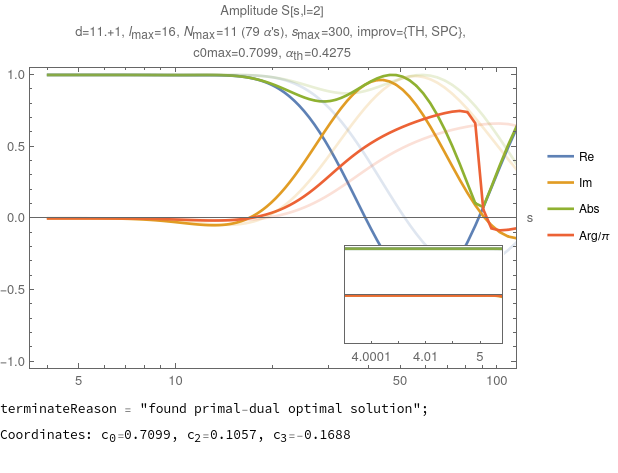 Amplitude S[s,l=2]
d=11.+1, lmax=16, Nmax=11 (79 α's), smax=300, improv={TH, SPC},
c0max=0.7099, αth=0.4275
1.0
0.5
0.0
-0.5
-1.0
s
Re
Im
Abs
Arg/π
4.0001 4.01 5
5 10 50 100
terminateReason = "found primal-dual optimal solution";
Coordinates: c0=0.7099, c2=0.1057, c3=-0.1688